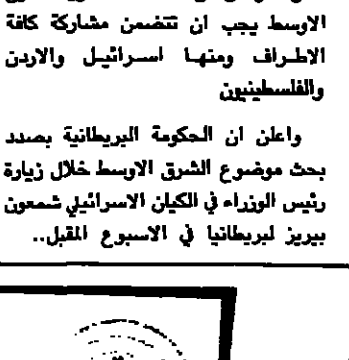 الاوسط يجب ان تتضمن مشاركة كافة
الاطراف ومنها اسرائيل والاردن
والفلسطينيون
واعلن ان الحكومة البريطانية بصدد
بحث موضوع الشرق الاوسط خلال زيارة
رئيس الوزراء في الكيان الاسرائيلي شمعون
بيريز لبريطانيا في الاسبوع المقبل..